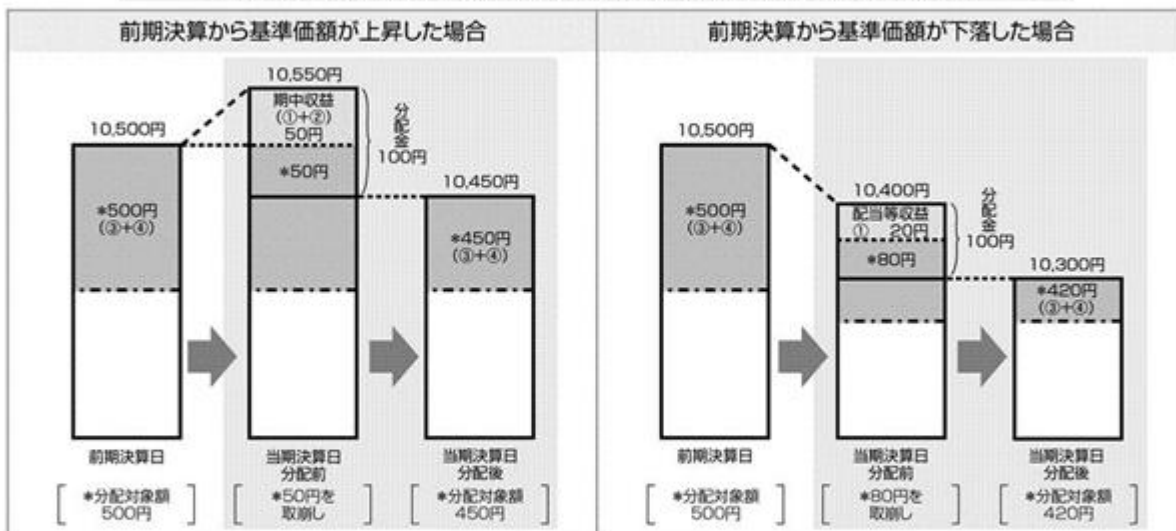 前期決算から基準価額が上昇した場合
10,550円
期中収益
(①+②)
50円
*50円
分配金
100円
10,500円
*500円
(③+④)
10,450円
*450円
(③+④)
前期決算日
当期決算日
分配前
当期決算日
分配後
*分配対象額
500円
*50円を
取崩し
*分配対象額
450円
前期決算から基準価額が下落した場合
10,500円
*500円
(③+④)
10,400円
配当等収益
① 20円
*80円
分配金
100円
10,300円
*420円
(③+④)
前期決算日
当期決算日
分配前
当期決算日
分配後
*分配対象額
500円
*80円を
取崩し
*分配対象額
420円